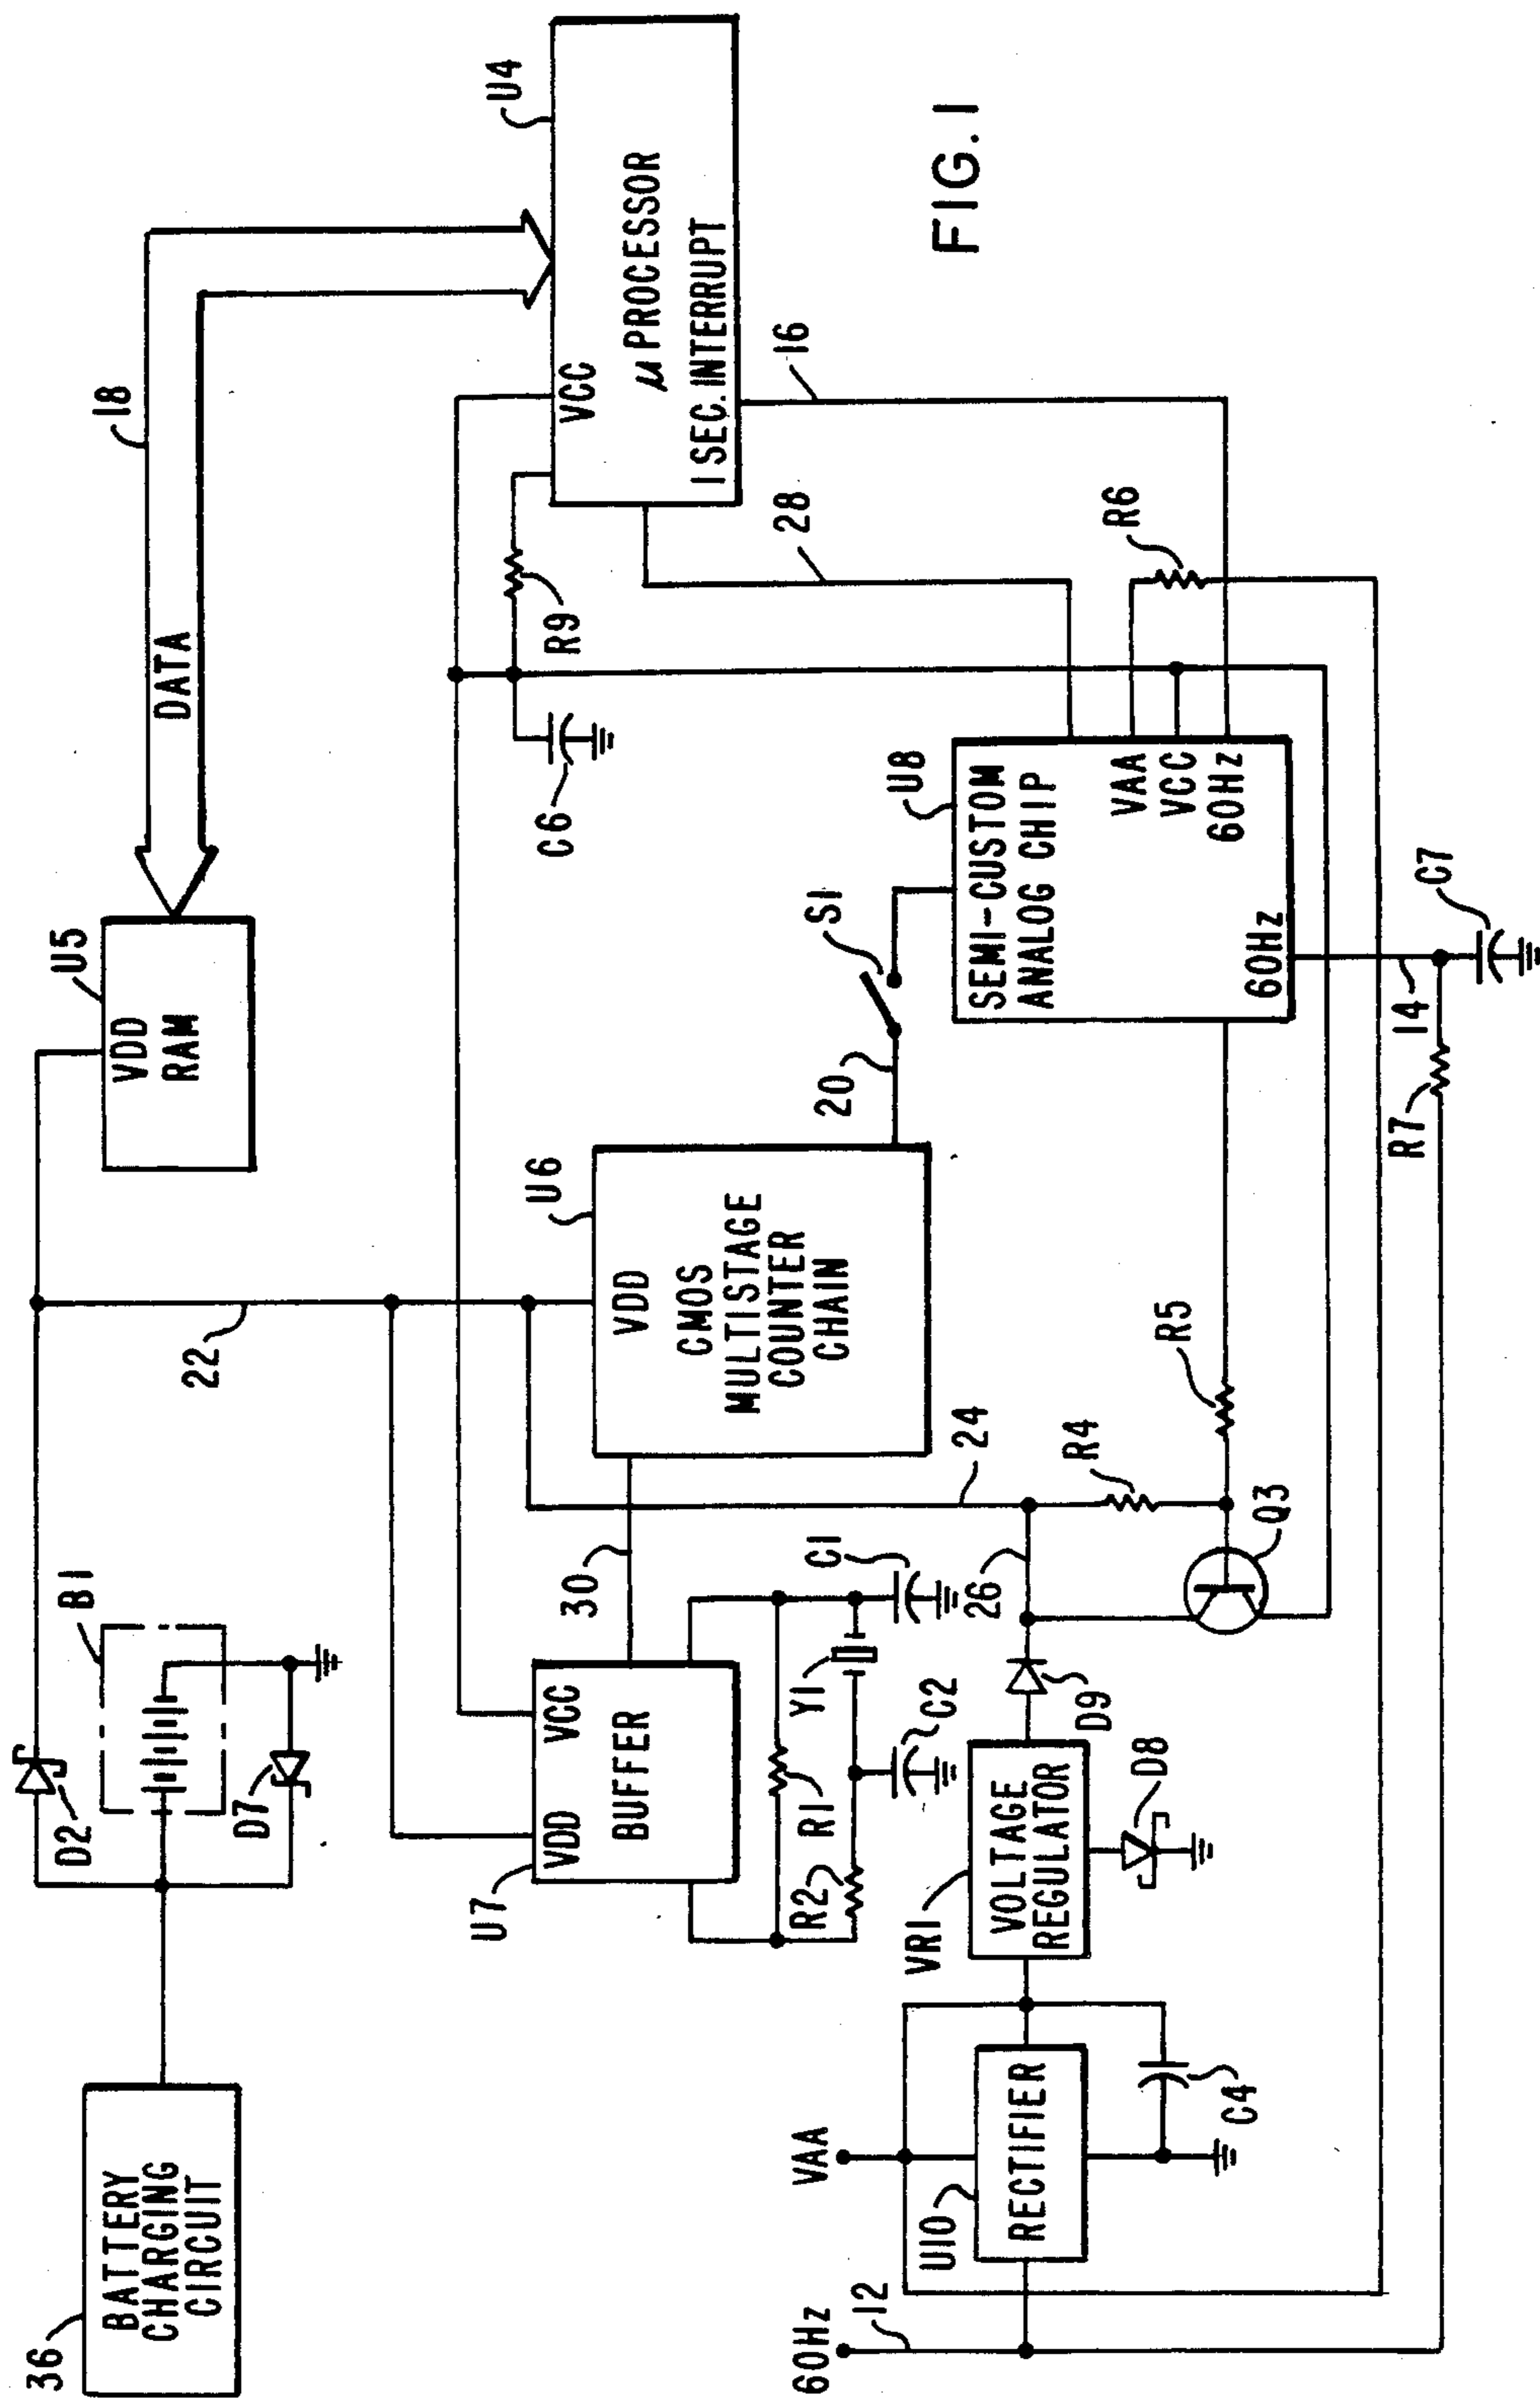 36
BATTERY
CHARGING
CIRCUIT
D2
B1
D7
22
U5
VDD
RAM
18
DATA
U4
VCC
μPROCESSOR
1 SEC. INTERRUPT
R9
C6
28
16
U7
VDD
VCC
BUFFER
30
U6
VDD
CMOS
MULTISTAGE
COUNTER
CHAIN
20
S1
U8
SEMI-CUSTOM
ANALOG CHIP
VAA
VCC
60Hz
60Hz
R6
R1
R2
Y1
C1
C2
24
26
R4
R5
Q3
D9
D8
VR1
VOLTAGE
REGULATOR
VAA
U10
RECTIFIER
C4
60Hz
12
R7
14
C7
FIG. 1